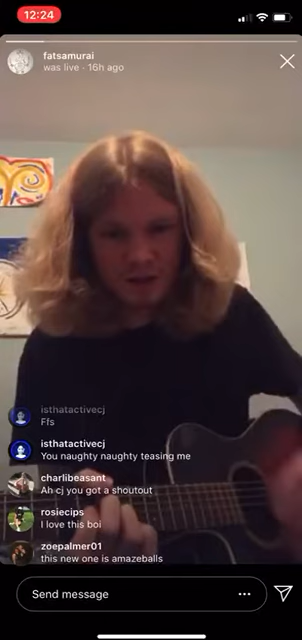 12:24
fatsamurai
was live · 16h ago
isthatactivecj
Ffs
isthatactivecj
You naughty naughty teasing me
charlibeasant
Ah cj you got a shoutout
rosiecips
I love this boi
zoepalmer01
this new one is amazeballs
Send message